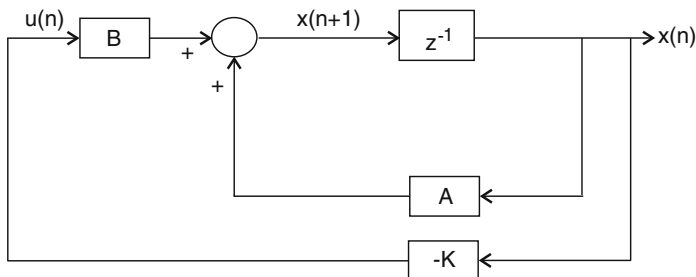 u(n)
B
+
+
x(n+1)
z⁻¹
x(n)
A
-K